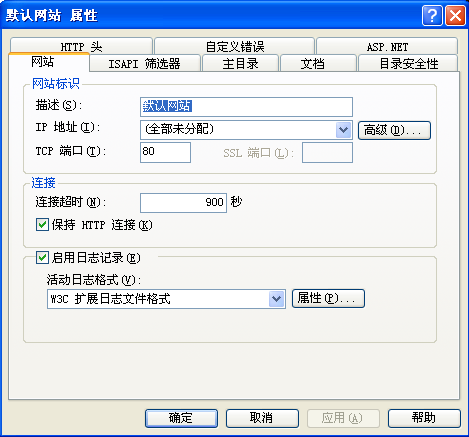 默认网站 属性
HTTP 头 自定义错误 ASP.NET
网站 ISAPI 筛选器 主目录 文档 目录安全性
网站标识
描述(S): 默认网站
IP 地址(I): (全部未分配) 高级(D)...
TCP 端口(T): 80 SSL 端口(L):
连接
连接超时(N): 900 秒
保持 HTTP 连接(K)
启用日志记录(E)
活动日志格式(V):
W3C 扩展日志文件格式 属性(P)...
确定 取消 应用(A) 帮助